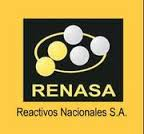 RENASA
Reactivos Nacionales S.A.